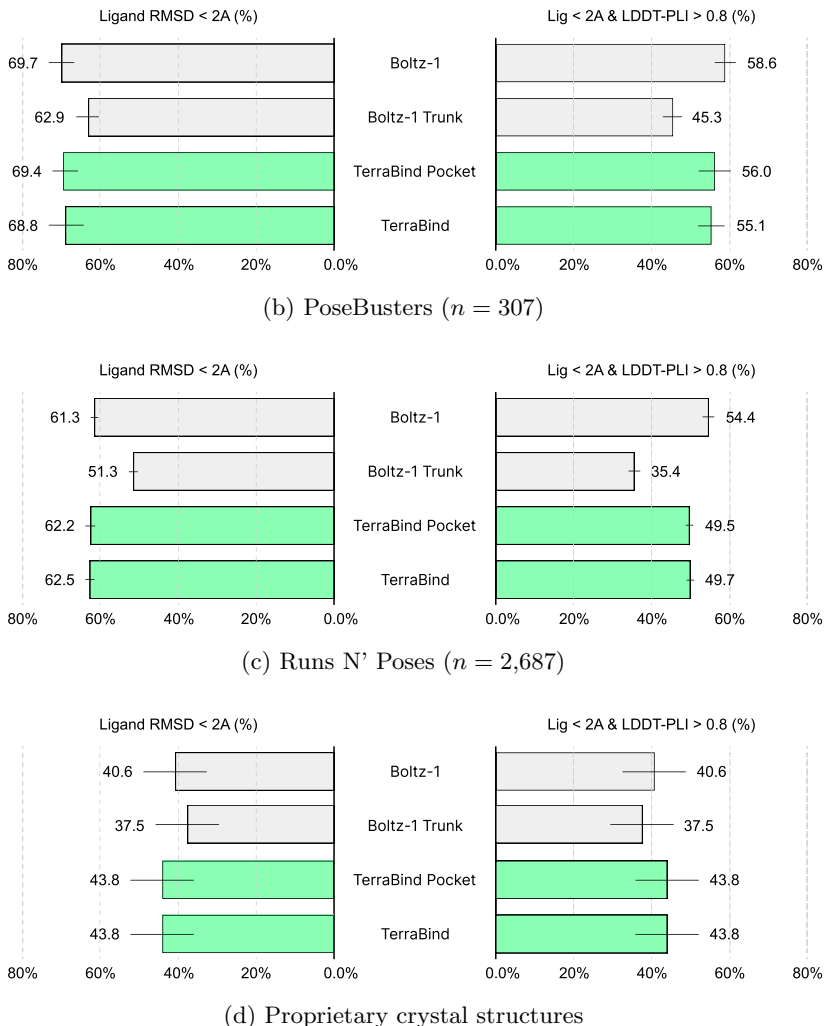 Ligand RMSD < 2A (%) Lig < 2A & LDDT-PLI > 0.8 (%)
69.7 Boltz-1 58.6
62.9 Boltz-1 Trunk 45.3
69.4 TerraBind Pocket 56.0
68.8 TerraBind 55.1
80% 60% 40% 20% 0.0% 0.0% 20% 40% 60% 80%
(b) PoseBusters (n = 307)
Ligand RMSD < 2A (%) Lig < 2A & LDDT-PLI > 0.8 (%)
61.3 Boltz-1 54.4
51.3 Boltz-1 Trunk 35.4
62.2 TerraBind Pocket 49.5
62.5 TerraBind 49.7
80% 60% 40% 20% 0.0% 0.0% 20% 40% 60% 80%
(c) Runs N' Poses (n = 2,687)
Ligand RMSD < 2A (%) Lig < 2A & LDDT-PLI > 0.8 (%)
40.6 Boltz-1 40.6
37.5 Boltz-1 Trunk 37.5
43.8 TerraBind Pocket 43.8
43.8 TerraBind 43.8
80% 60% 40% 20% 0.0% 0.0% 20% 40% 60% 80%
(d) Proprietary crystal structures